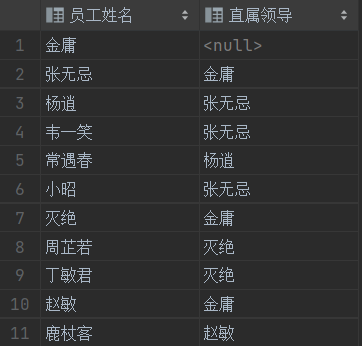 员工姓名 直属领导
1 金庸 <null>
2 张无忌 金庸
3 杨逍 张无忌
4 韦一笑 张无忌
5 常遇春 杨逍
6 小昭 张无忌
7 灭绝 金庸
8 周芷若 灭绝
9 丁敏君 灭绝
10 赵敏 金庸
11 鹿杖客 赵敏